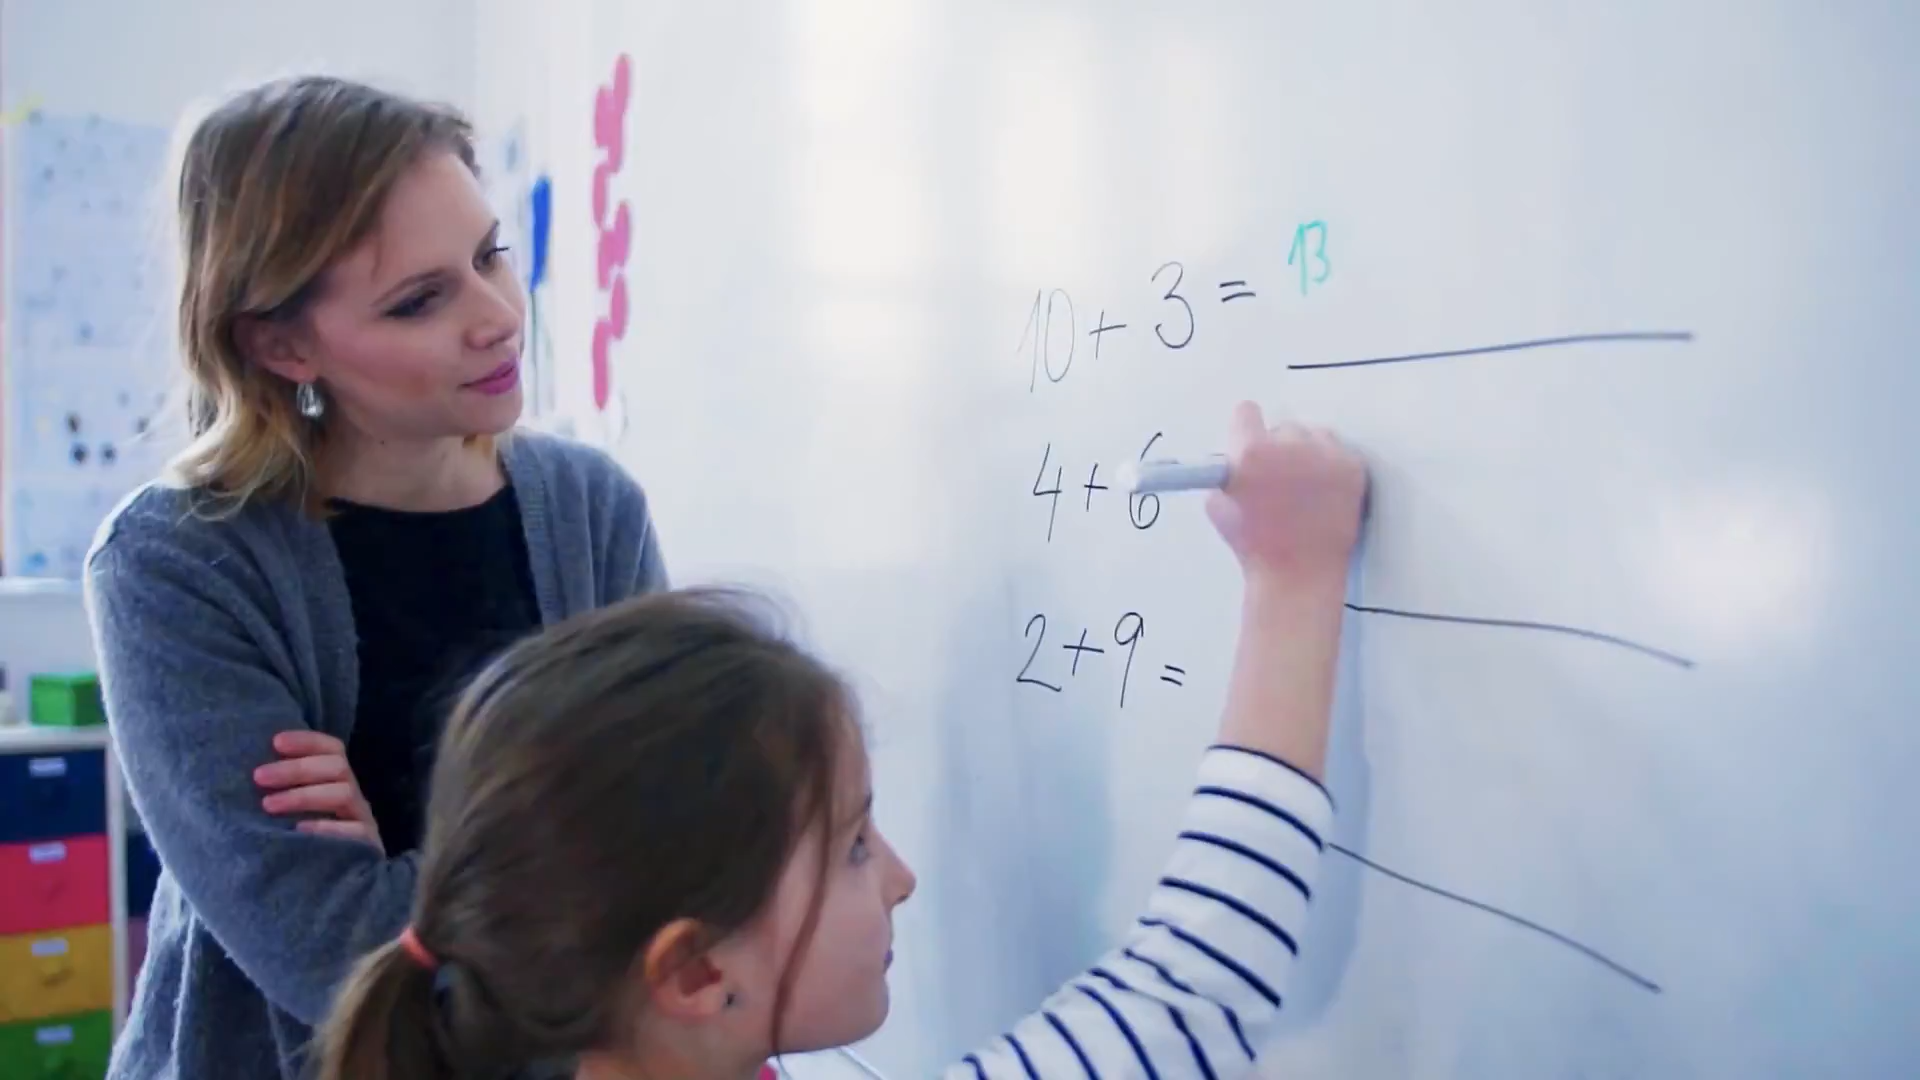 10 + 3 = 13
4 + 6
2 + 9 =